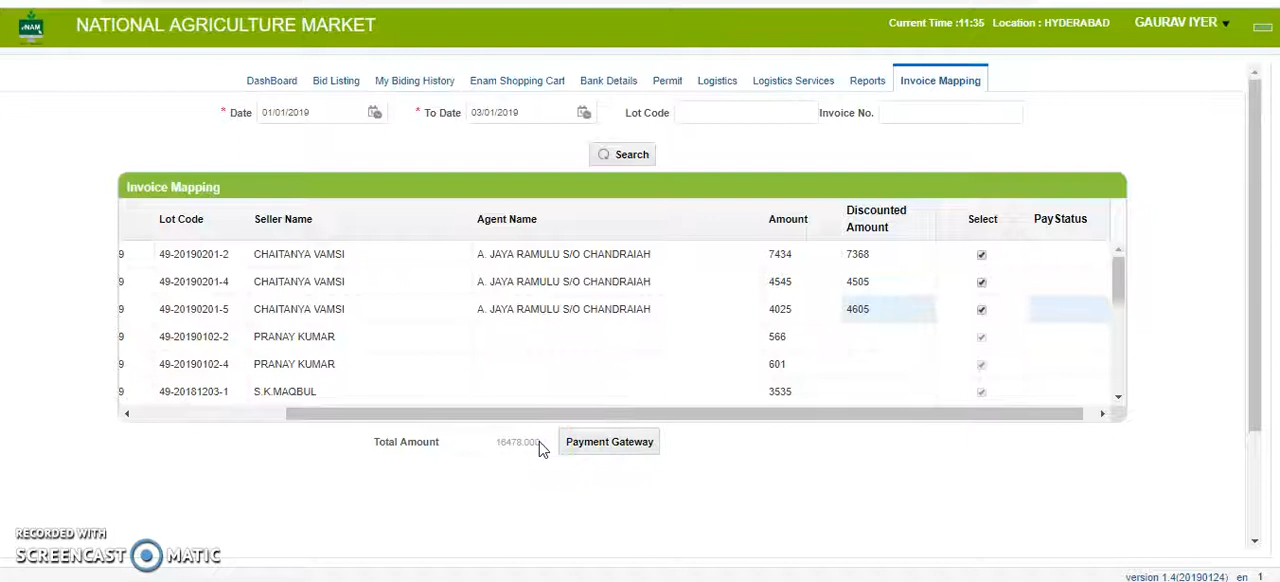 eNAM
NATIONAL AGRICULTURE MARKET
Current Time :11:35 Location : HYDERABAD GAURAV IYER
DashBoard Bid Listing My Biding History Enam Shopping Cart Bank Details Permit Logistics Logistics Services Reports Invoice Mapping
* Date 01/01/2019 * To Date 03/01/2019 Lot Code Invoice No.
Search
Invoice Mapping
Lot Code Seller Name Agent Name Amount Discounted Amount Select PayStatus
9 49-20190201-2 CHAITANYA VAMSI A. JAYA RAMULU S/O CHANDRAIAH 7434 7368
9 49-20190201-4 CHAITANYA VAMSI A. JAYA RAMULU S/O CHANDRAIAH 4545 4505
9 49-20190201-5 CHAITANYA VAMSI A. JAYA RAMULU S/O CHANDRAIAH 4025 4605
9 49-20190102-2 PRANAY KUMAR 566
9 49-20190102-4 PRANAY KUMAR 601
9 49-20181203-1 S.K.MAQBUL 3535
Total Amount 16478.000 Payment Gateway
RECORDED WITH
SCREENCAST MATIC
version 1.4(20190124) en 1